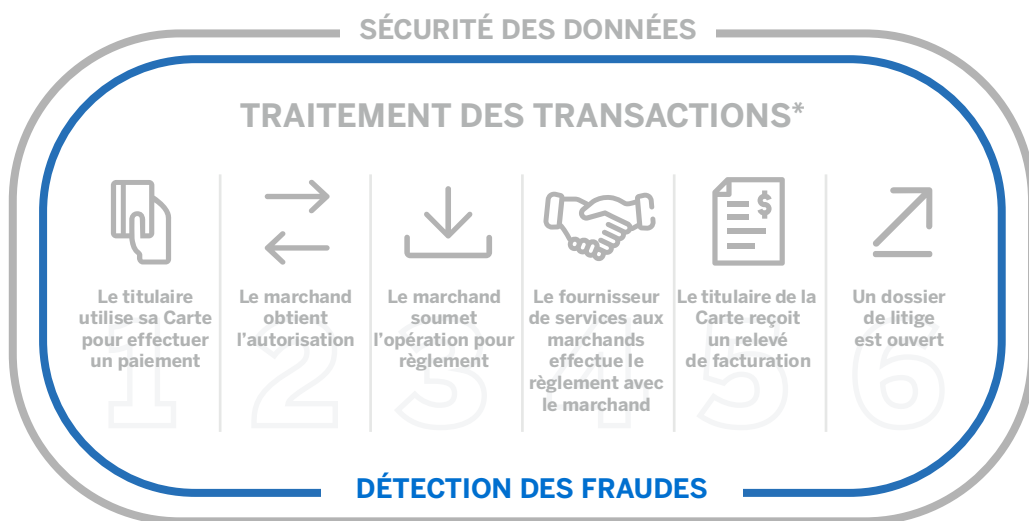 SÉCURITÉ DES DONNÉES
TRAITEMENT DES TRANSACTIONS*
$
Le titulaire
utilise sa Carte
pour effectuer
un paiement
1
Le marchand
obtient
l'autorisation
2
Le marchand
soumet
l'opération pour
règlement
3
Le fournisseur
de services aux
marchands
effectue le
règlement avec
le marchand
4
Le titulaire de la
Carte reçoit
un relevé
de facturation
5
Un dossier
de litige
est ouvert
6
DÉTECTION DES FRAUDES